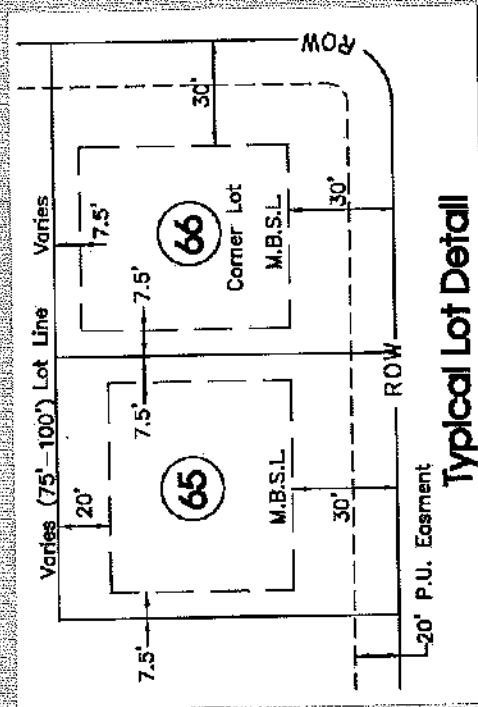 Varies (75'-100') Lot Line
Varies
20'
7.5'
30'
ROW
65
66
Corner Lot
7.5'
7.5'
7.5'
M.B.S.L.
M.B.S.L
30'
30'
ROW
20' P.U. Easment
Typical Lot Detail